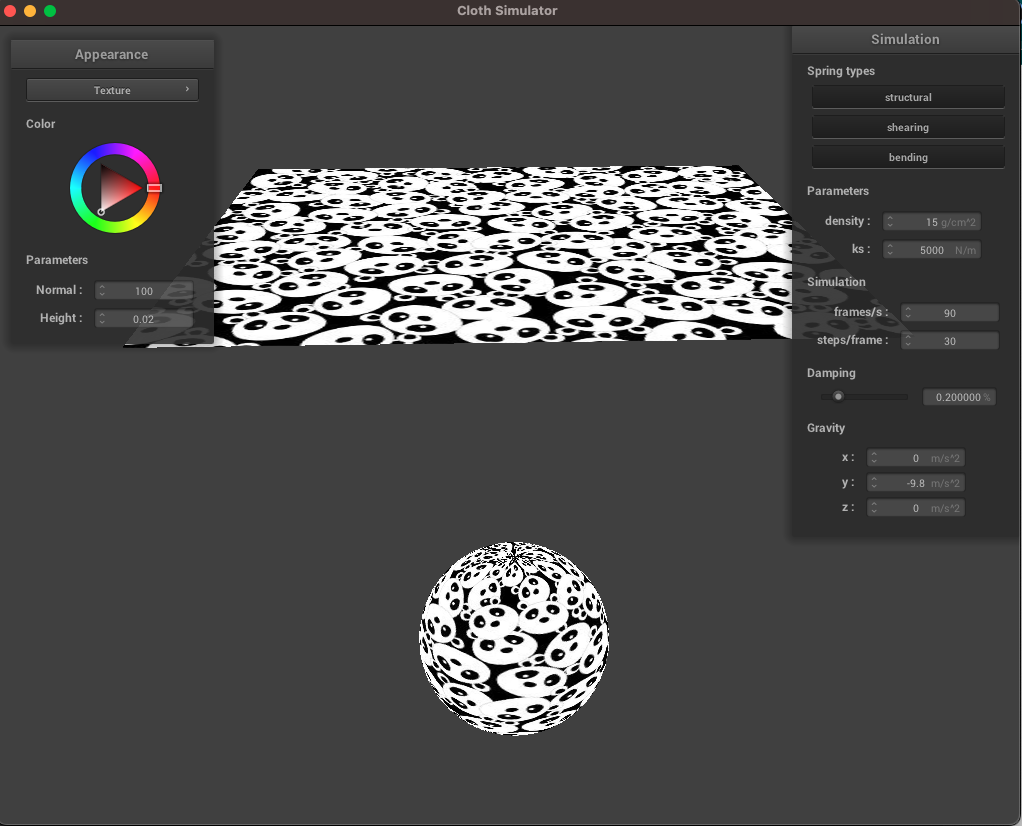 Cloth Simulator
Appearance
Texture
Color
Parameters
Normal : 100
Height : 0.02
Simulation
Spring types
structural
shearing
bending
Parameters
density : 15 g/cm^2
ks : 5000 N/m
Simulation
frames/s : 90
steps/frame : 30
Damping
0.200000 %
Gravity
x : 0 m/s^2
y : -9.8 m/s^2
z : 0 m/s^2